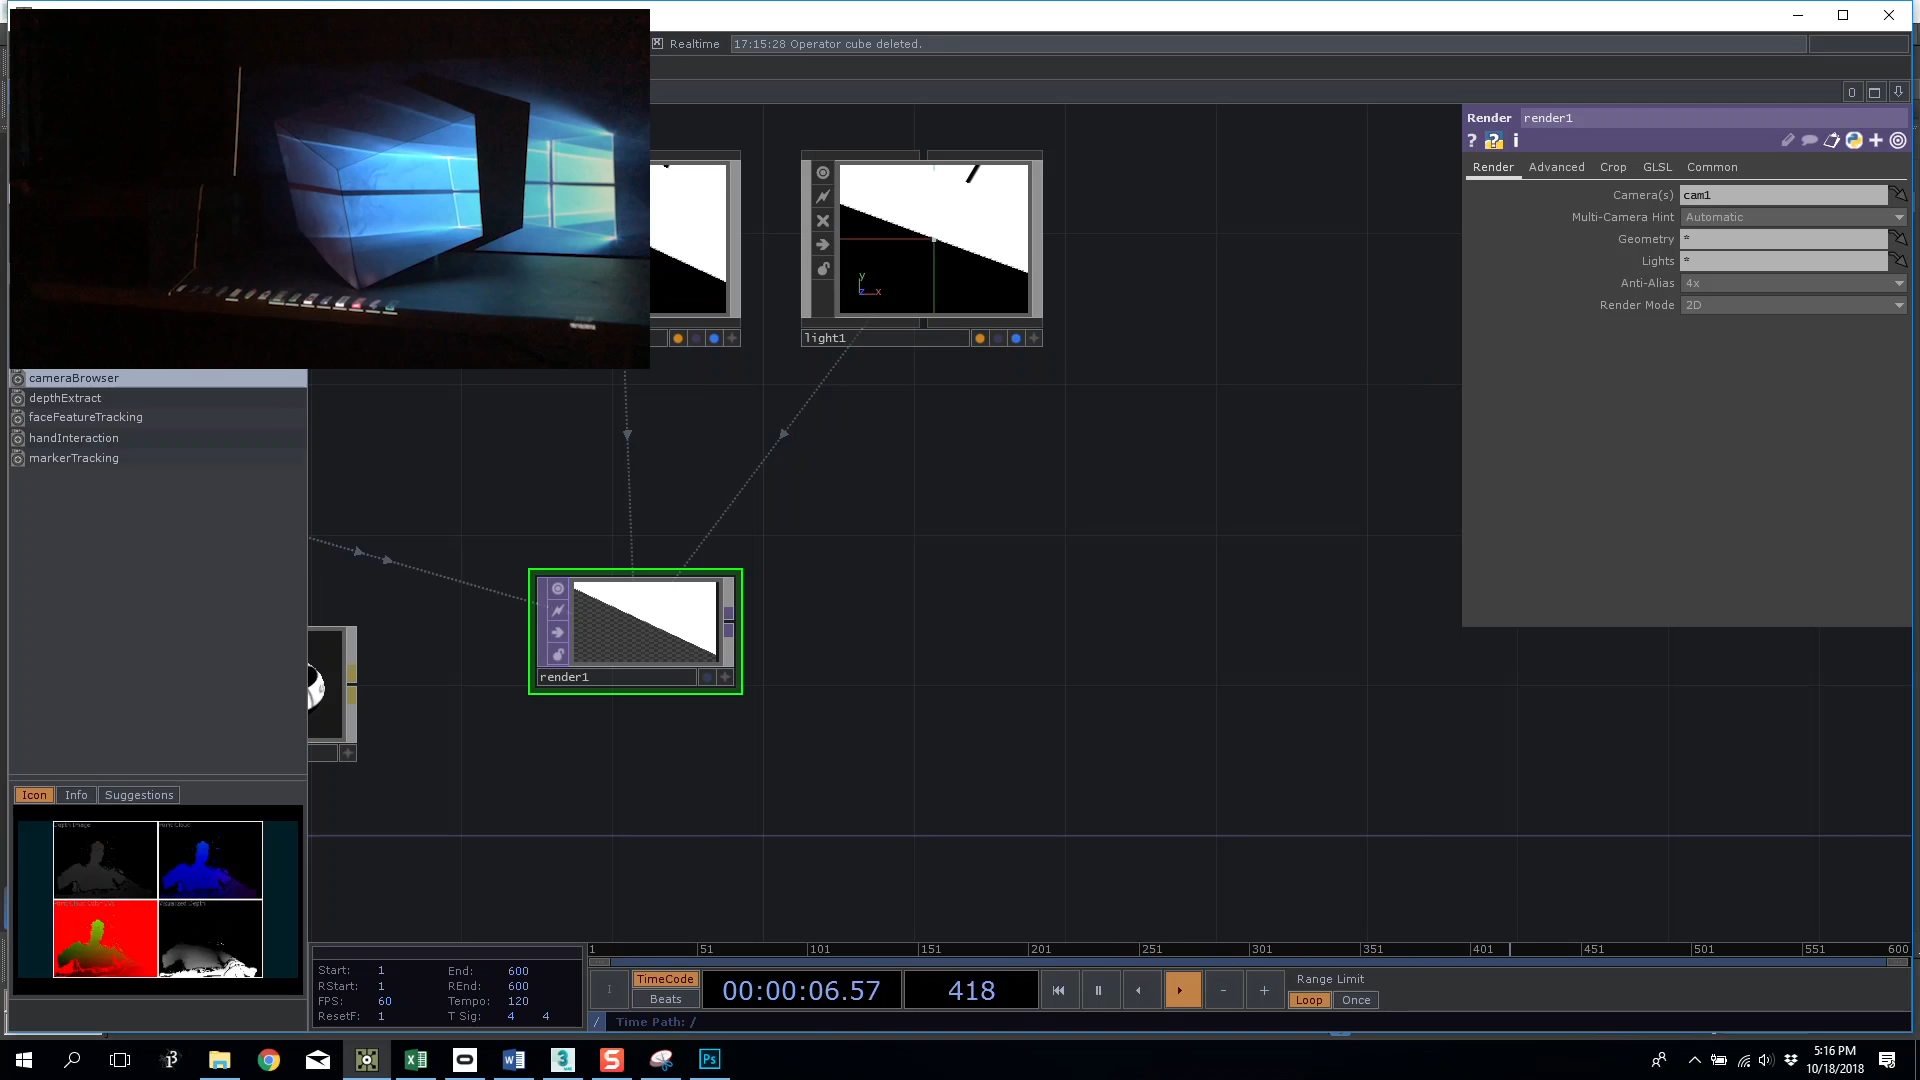 Realtime
17:15:28 Operator cube deleted.
0
Render render1
? ? i
Render Advanced Crop GLSL Common
Camera(s) cam1
Multi-Camera Hint Automatic
Geometry *
Lights *
Anti-Alias 4x
Render Mode 2D
y
z x
light1
cameraBrowser
depthExtract
faceFeatureTracking
handInteraction
markerTracking
render1
Icon Info Suggestions
Depth Image
1 51 101 151 201 251 301 351 401 451 501 551 600
Start: 1 End: 600
RStart: 1 REnd: 600
FPS: 60 Tempo: 120
ResetF: 1 T Sig: 4 4
I
TimeCode
Beats
00:00:06.57
418
- +
Range Limit
Loop Once
/ Time Path: /
Ps
5:16 PM
10/18/2018